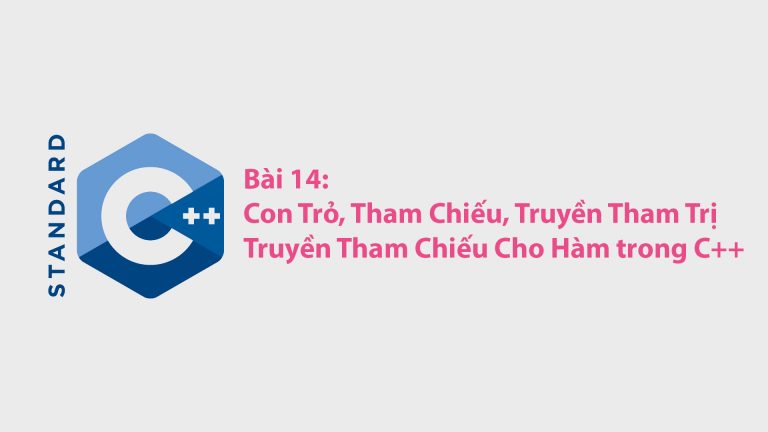 STANDARD
C++
Bài 14:
Con Trỏ, Tham Chiếu, Truyền Tham Trị
Truyền Tham Chiếu Cho Hàm trong C++